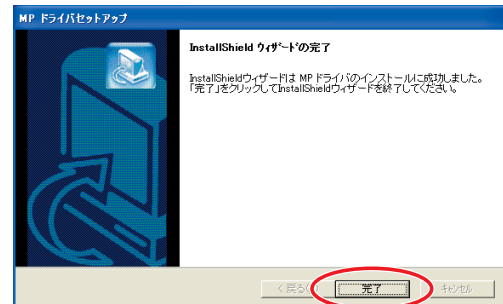 MP ドライバセットアップ
InstallShield ウィザードの完了
InstallShieldウィザードは MP ドライバのインストールに成功しました。
「完了」をクリックしてInstallShieldウィザードを終了してください。
< 戻る(
完了
キャンセル